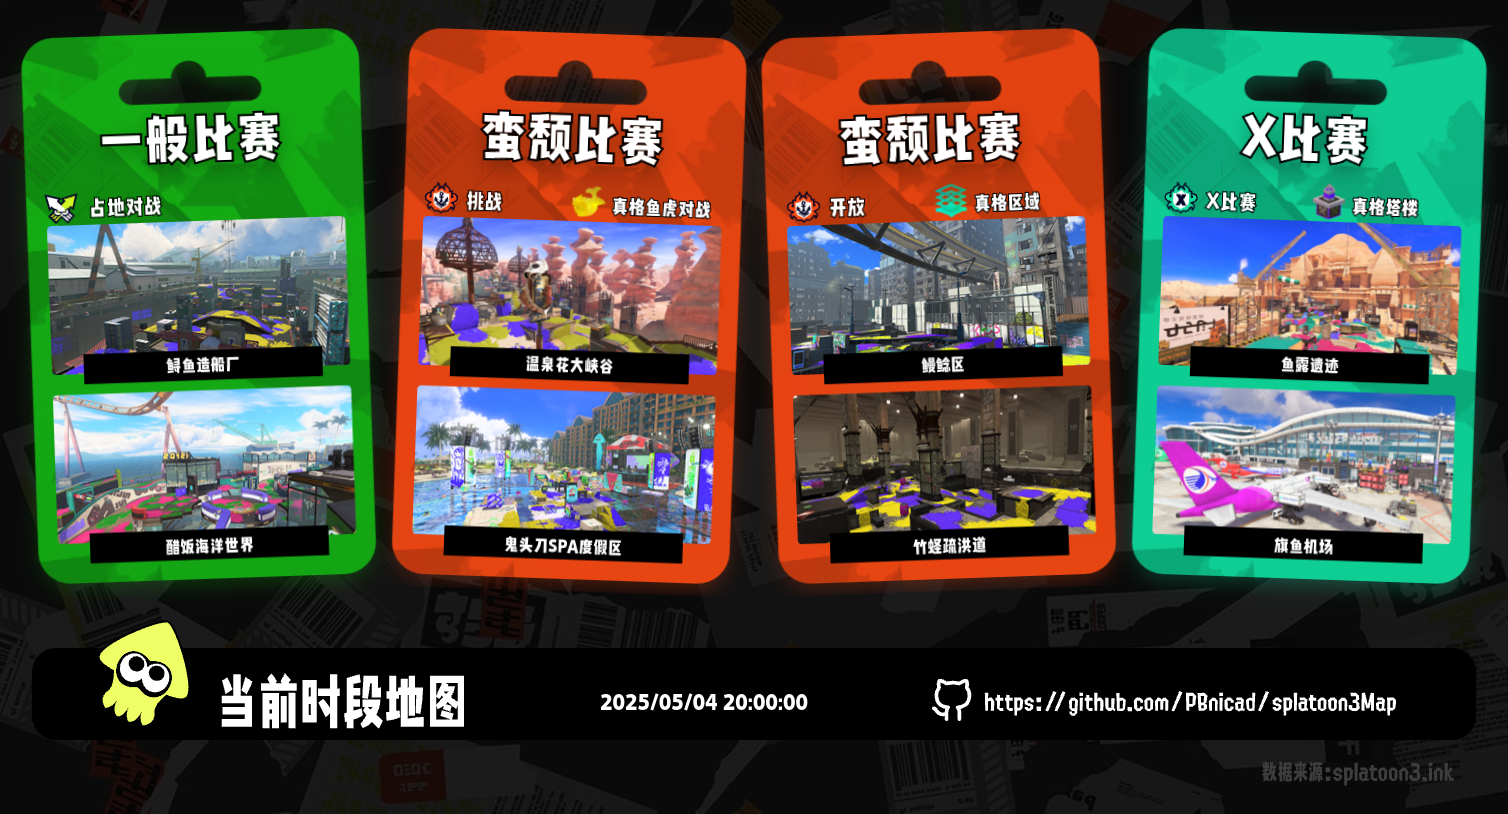 一般比赛
占地对战
鲟鱼造船厂
醋饭海洋世界
蛮颓比赛
挑战
真格鱼虎对战
温泉花大峡谷
鬼头刀SPA度假区
蛮颓比赛
开放
真格区域
鳗鲶区
竹蛏疏洪道
X比赛
X比赛
真格塔楼
鱼露遗迹
旗鱼机场
当前时段地图
2025/05/04 20:00:00
https://github.com/PBnicad/splatoon3Map
数据来源:splatoon3.ink